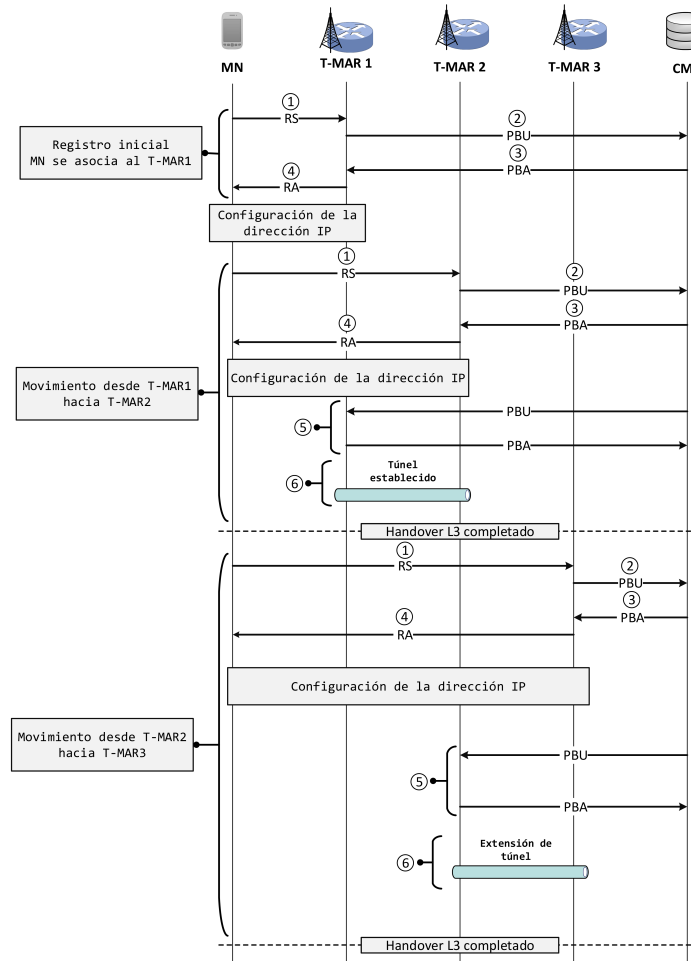 MN
T-MAR 1
T-MAR 2
T-MAR 3
CM
1
RS
2
PBU
Registro inicial
MN se asocia al T-MAR1
3
PBA
4
RA
Configuración de la
dirección IP
1
RS
2
PBU
3
PBA
4
RA
Movimiento desde T-MAR1
hacia T-MAR2
Configuración de la dirección IP
5
PBU
PBA
6
Túnel
establecido
Handover L3 completado
1
RS
2
PBU
3
PBA
4
RA
Configuración de la dirección IP
Movimiento desde T-MAR2
hacia T-MAR3
5
PBU
PBA
6
Extensión de
túnel
Handover L3 completado